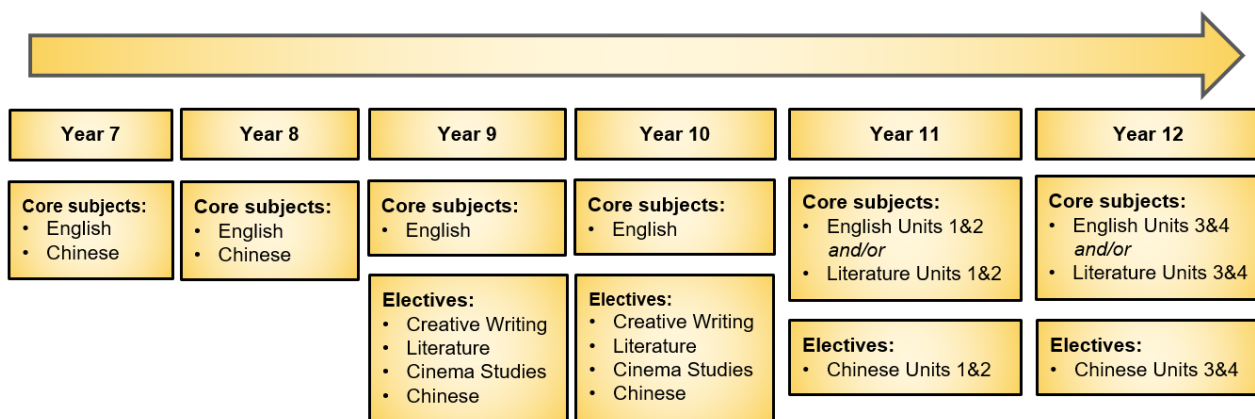 Year 7
Year 8
Year 9
Year 10
Year 11
Year 12
Core subjects:
• English
• Chinese
Core subjects:
• English
• Chinese
Core subjects:
• English
Core subjects:
• English
Core subjects:
• English Units 1&2
and/or
• Literature Units 1&2
Core subjects:
• English Units 3&4
and/or
• Literature Units 3&4
Electives:
• Creative Writing
• Literature
• Cinema Studies
• Chinese
Electives:
• Creative Writing
• Literature
• Cinema Studies
• Chinese
Electives:
• Chinese Units 1&2
Electives:
• Chinese Units 3&4